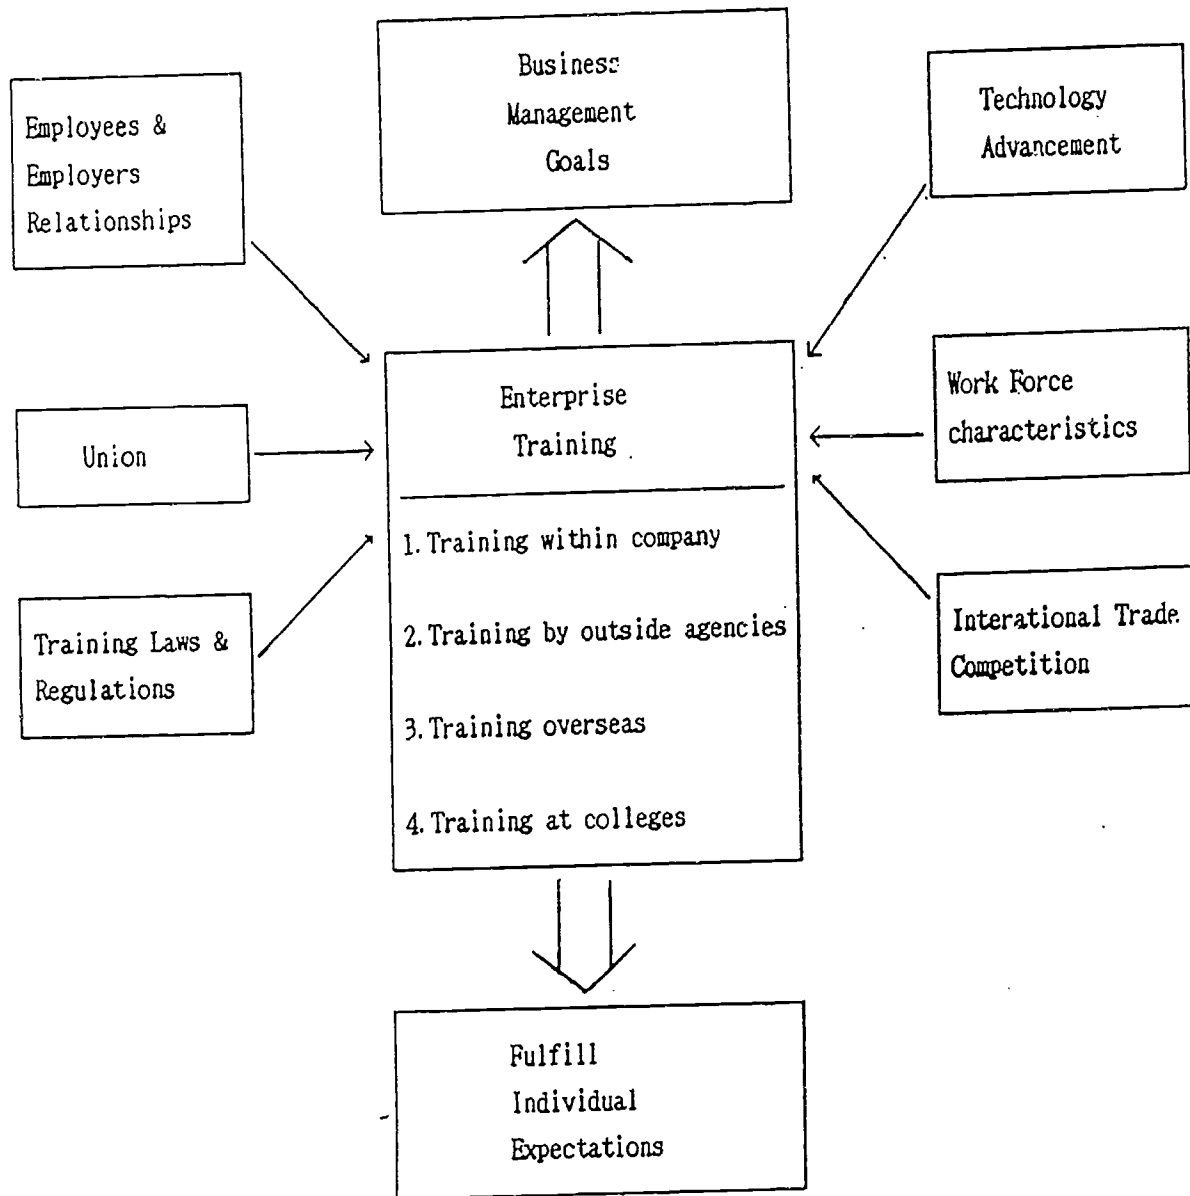 Business
Management
Goals
Employees &
Employers
Relationships
Technology
Advancement
Enterprise
Training
Work Force
characteristics
Union
1. Training within company
2. Training by outside agencies
3. Training overseas
4. Training at colleges
Training Laws &
Regulations
Interational Trade
Competition
Fulfill
Individual
Expectations